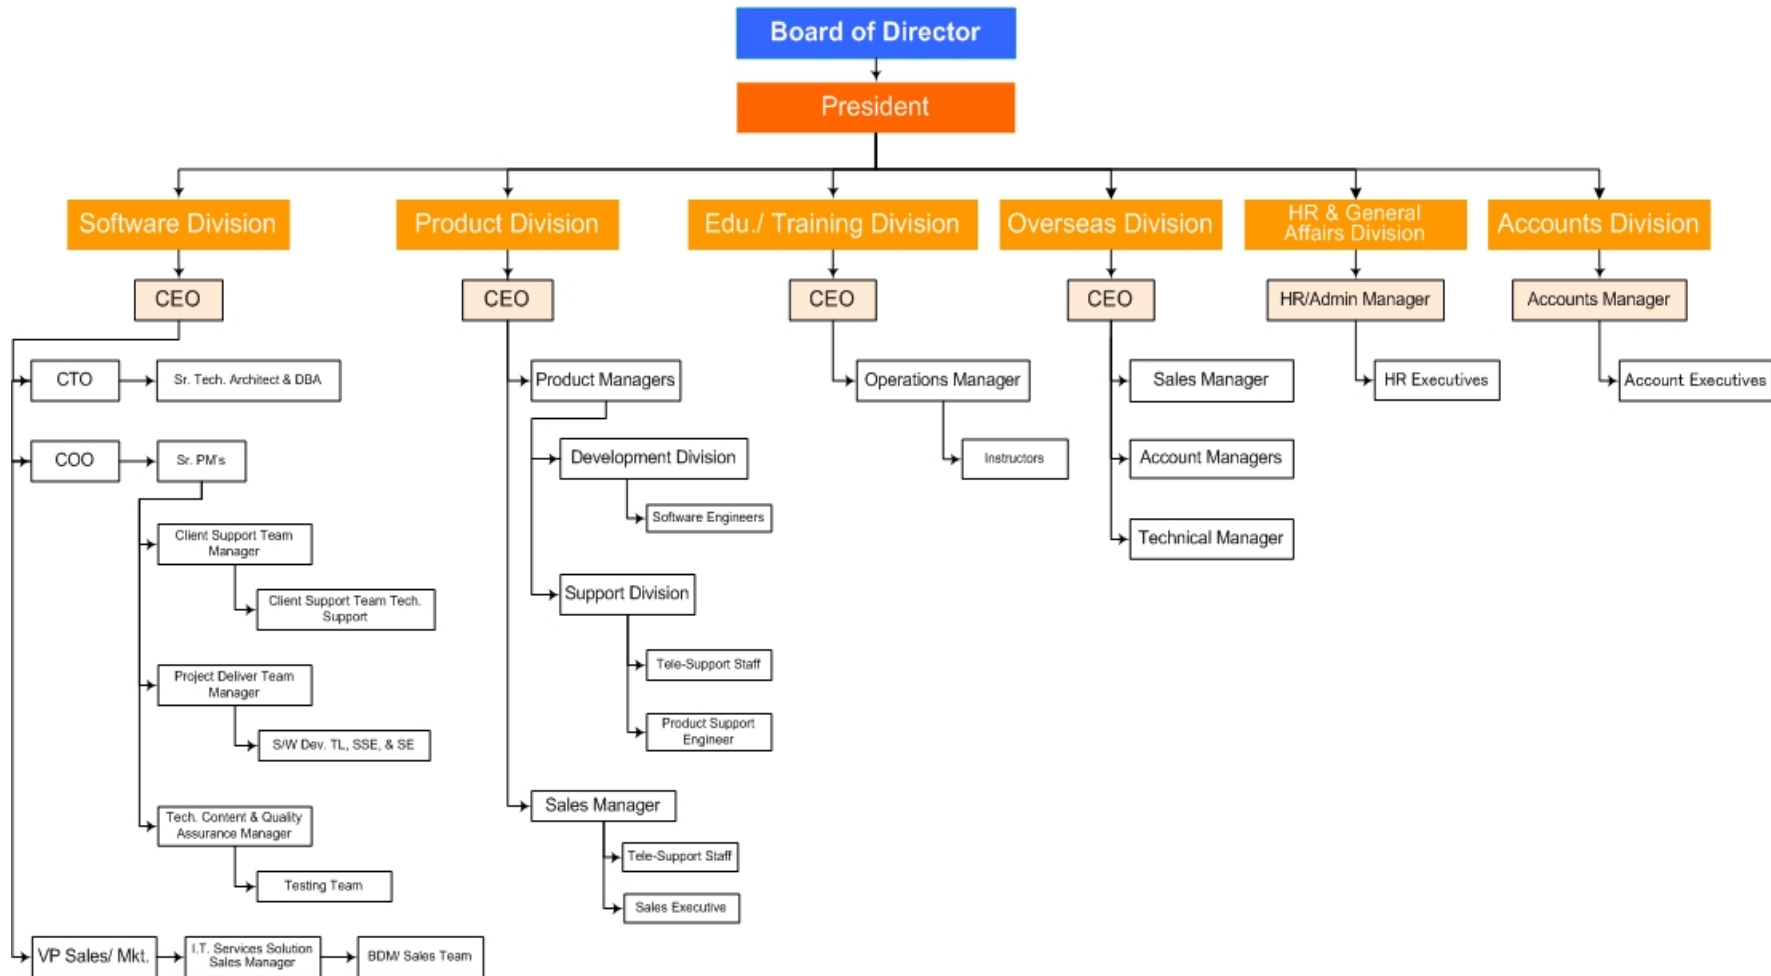 Board of Director
President
Software Division
Product Division
Edu./ Training Division
Overseas Division
HR & General
Affairs Division
Accounts Division
CEO
CEO
CEO
CEO
HR/Admin Manager
Accounts Manager
CTO
Sr. Tech. Architect & DBA
Product Managers
Operations Manager
Sales Manager
HR Executives
Account Executives
COO
Sr. PM's
Development Division
Instructors
Account Managers
Software Engineers
Technical Manager
Client Support Team
Manager
Client Support Team Tech.
Support
Support Division
Project Deliver Team
Manager
Tele-Support Staff
S/W Dev. TL, SSE, & SE
Product Support
Engineer
Tech. Content & Quality
Assurance Manager
Sales Manager
Testing Team
Tele-Support Staff
Sales Executive
VP Sales/ Mkt.
I.T. Services Solution
Sales Manager
BDM/ Sales Team